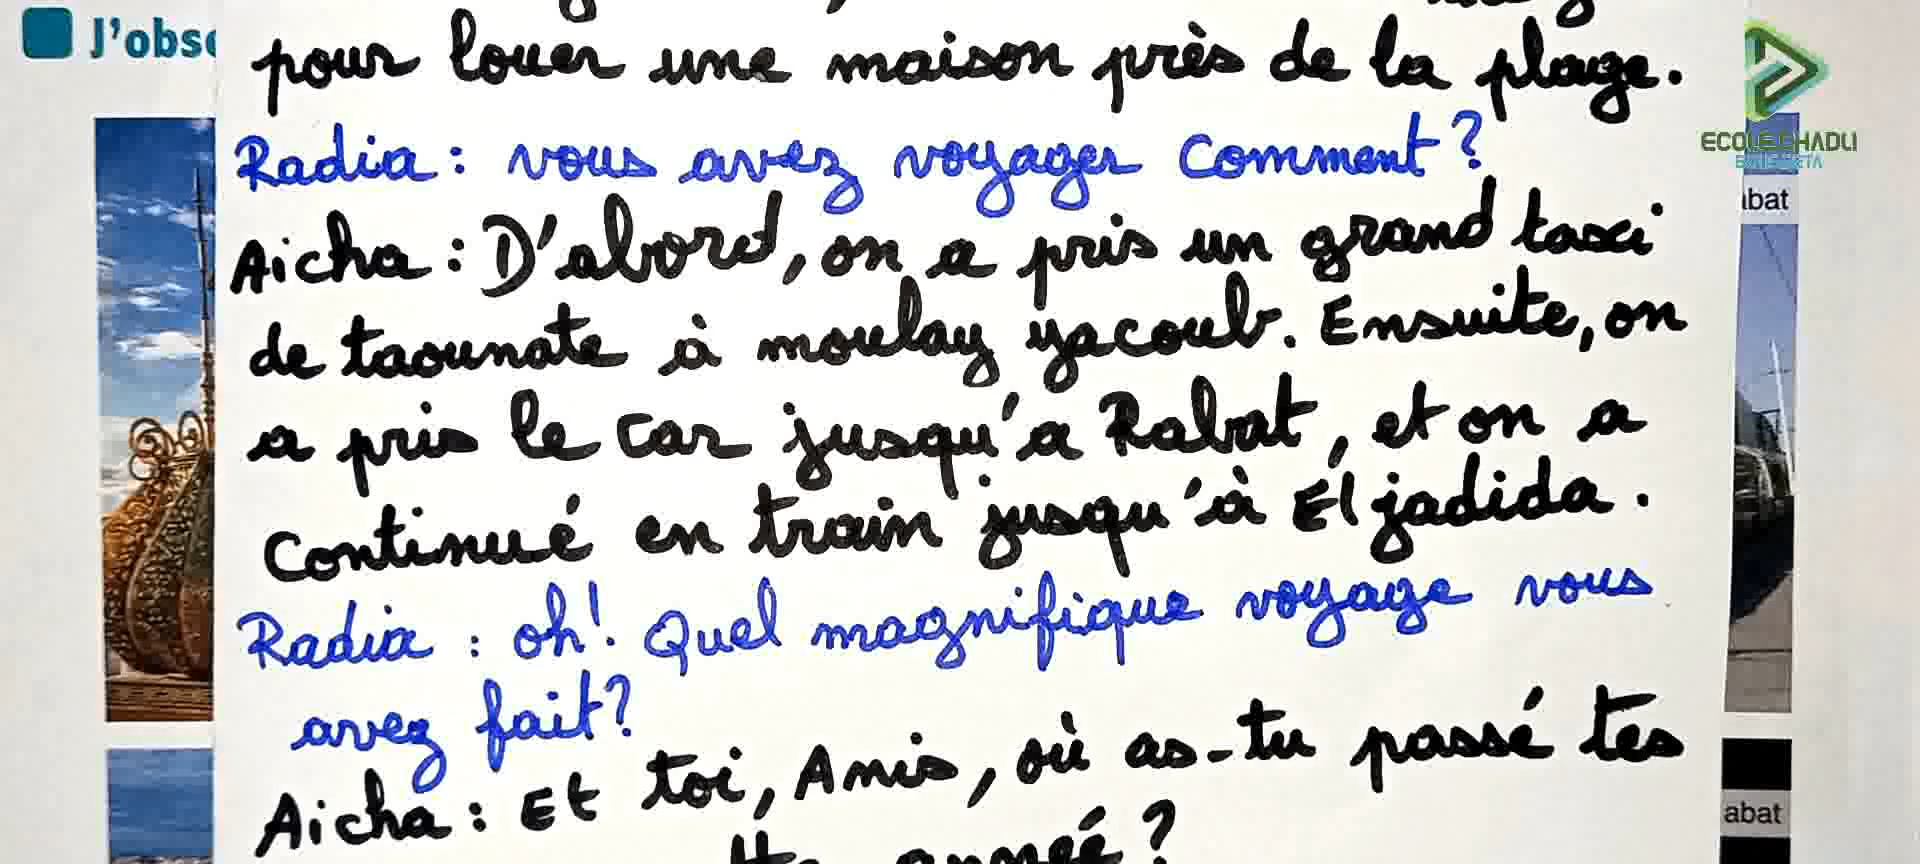 J'obse
pour louer une maison près de la plage.
Radia : vous avez voyager comment ?
Aicha : D'abord, on a pris un grand taxi
de taounate à moulay yacoub. Ensuite, on
a pris le car jusqu'a Rabat, et on a
continué en train jusqu'à El jadida.
Radia : oh! Quel magnifique voyage vous
avez fait?
Aicha : Et toi, Anis, où as-tu passé tes
année ?
ECOLE CHADLI
abat
abat